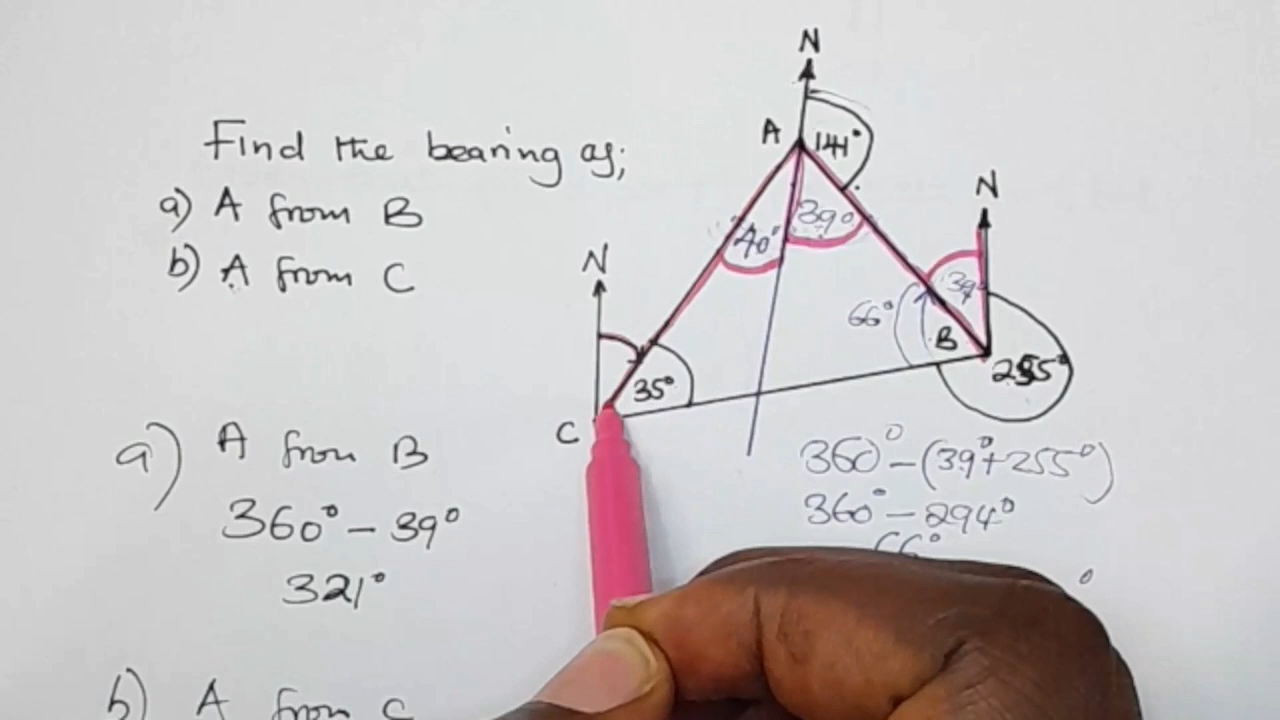 Find the bearing of;
a) A from B
b) A from C
a) A from B
360° - 39°
321°
b) A from C
N
A
141°
40°
39°
N
39°
66°
B
255°
N
35°
C
360° - (39° + 255°)
360° - 294°
66°